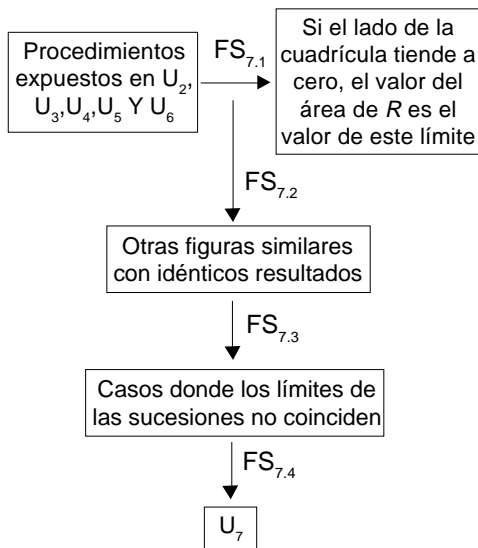 Procedimientos
expuestos en U₂,
U₃,U₄,U₅ Y U₆
FS₇.₁
Si el lado de la
cuadrícula tiende a
cero, el valor del
área de R es el
valor de este límite
FS₇.₂
Otras figuras similares
con idénticos resultados
FS₇.₃
Casos donde los límites de
las sucesiones no coinciden
FS₇.₄
U₇